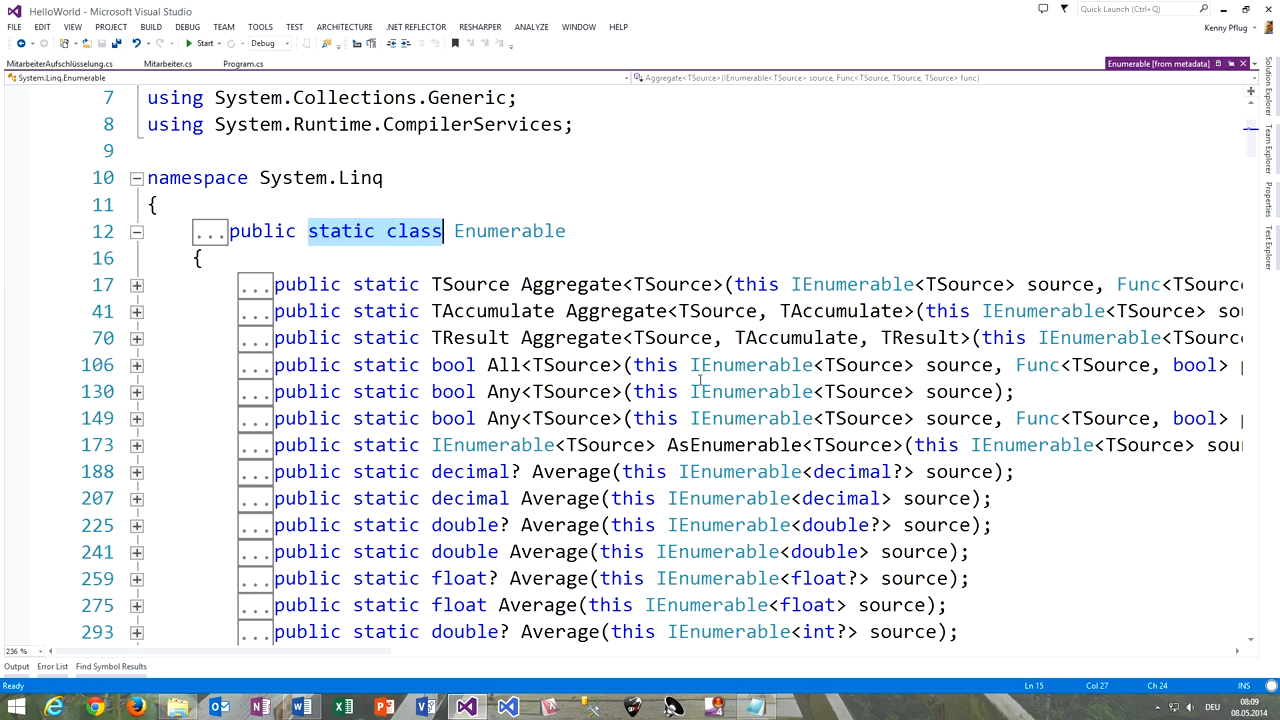 HelloWorld - Microsoft Visual Studio
Quick Launch (Ctrl+Q)
FILE EDIT VIEW PROJECT BUILD DEBUG TEAM TOOLS TEST ARCHITECTURE .NET REFLECTOR RESHARPER ANALYZE WINDOW HELP
Kenny Pflug
Start Debug
MitarbeiterAufschlüsselung.cs Mitarbeiter.cs Program.cs Enumerable [from metadata]
System.Linq.Enumerable Aggregate<TSource>(IEnumerable<TSource> source, Func<TSource, TSource, TSource> func)
7 using System.Collections.Generic;
8 using System.Runtime.CompilerServices;
9
10 namespace System.Linq
11 {
12 ...public static class Enumerable
16 {
17 ...public static TSource Aggregate<TSource>(this IEnumerable<TSource> source, Func<TSourc
41 ...public static TAccumulate Aggregate<TSource, TAccumulate>(this IEnumerable<TSource> sou
70 ...public static TResult Aggregate<TSource, TAccumulate, TResult>(this IEnumerable<TSourc
106 ...public static bool All<TSource>(this IEnumerable<TSource> source, Func<TSource, bool> p
130 ...public static bool Any<TSource>(this IEnumerable<TSource> source);
149 ...public static bool Any<TSource>(this IEnumerable<TSource> source, Func<TSource, bool> p
173 ...public static IEnumerable<TSource> AsEnumerable<TSource>(this IEnumerable<TSource> sour
188 ...public static decimal? Average(this IEnumerable<decimal?> source);
207 ...public static decimal Average(this IEnumerable<decimal> source);
225 ...public static double? Average(this IEnumerable<double?> source);
241 ...public static double Average(this IEnumerable<double> source);
259 ...public static float? Average(this IEnumerable<float?> source);
275 ...public static float Average(this IEnumerable<float> source);
293 ...public static double? Average(this IEnumerable<int?> source);
Solution Explorer
Team Explorer
Properties
Test Explorer
236 %
Output Error List Find Symbol Results
Ready Ln 15 Col 27 Ch 24 INS
DEU
08:09
08.05.2014